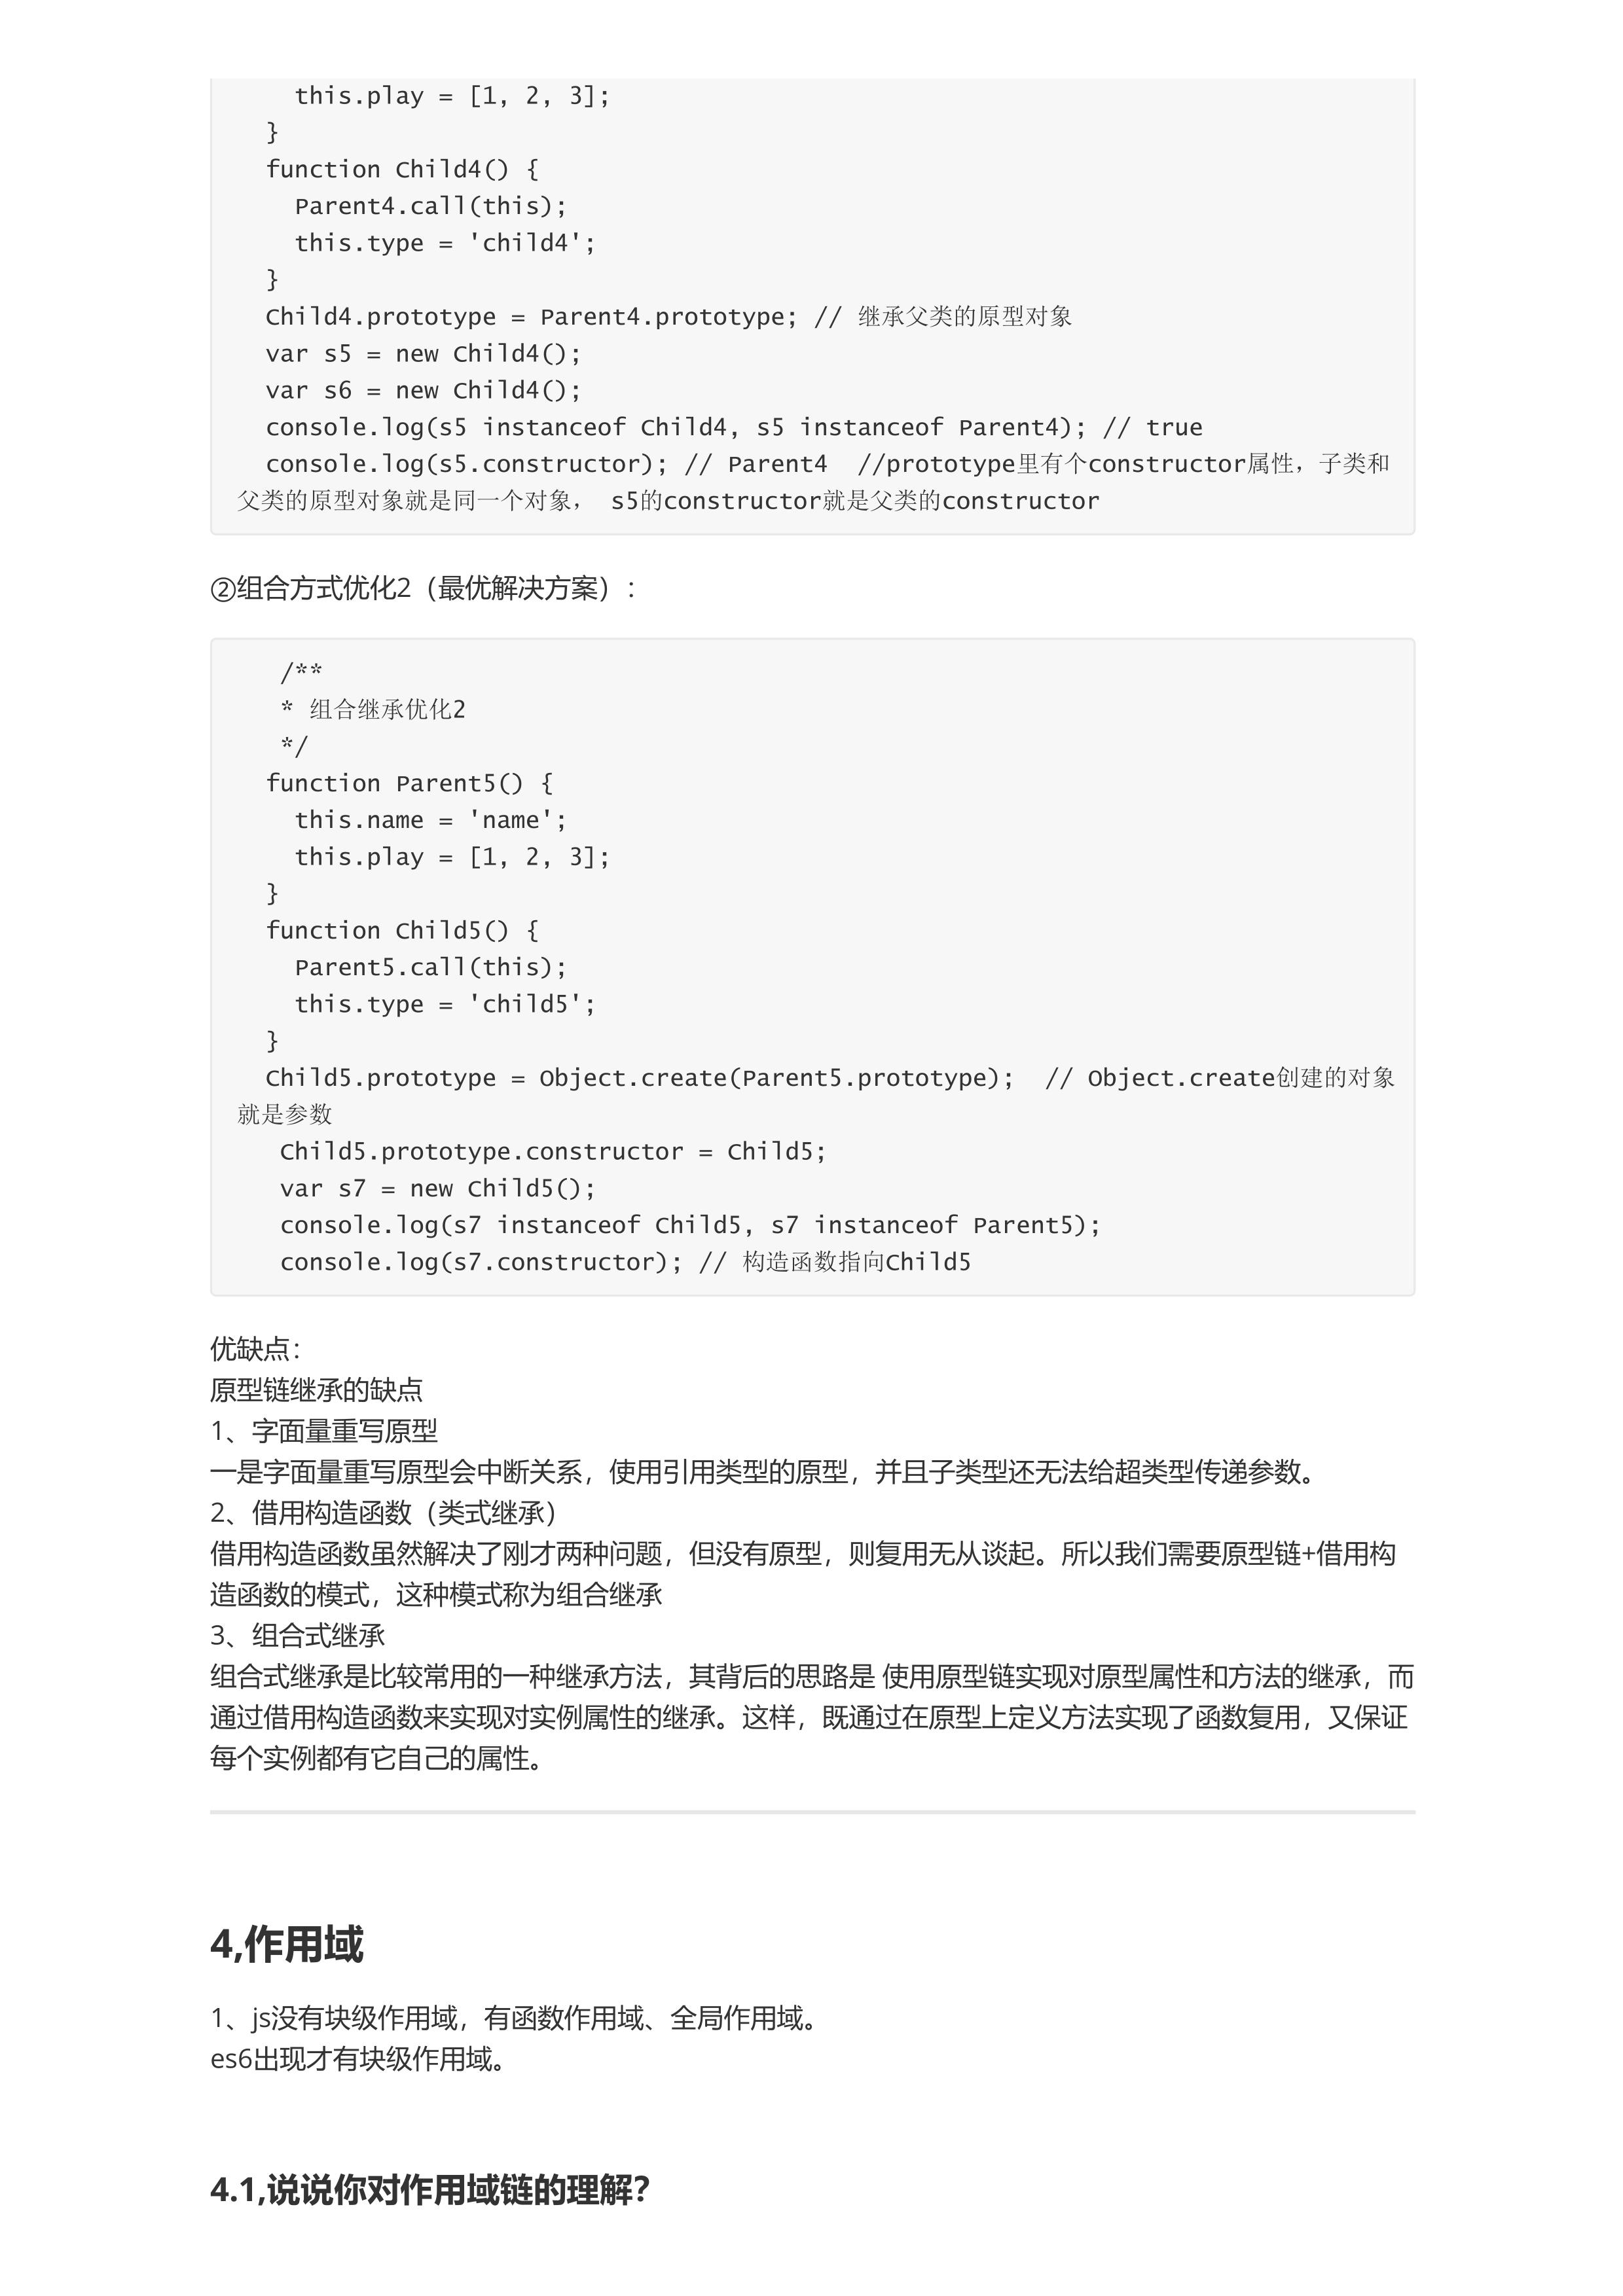 this.play = [1, 2, 3];
}
function Child4() {
Parent4.call(this);
this.type = 'child4';
}
Child4.prototype = Parent4.prototype; // 继承父类的原型对象
var s5 = new Child4();
var s6 = new Child4();
console.log(s5 instanceof Child4, s5 instanceof Parent4); // true
console.log(s5.constructor); // Parent4  //prototype里有个constructor属性，子类和
父类的原型对象就是同一个对象， s5的constructor就是父类的constructor
②组合方式优化2（最优解决方案）：
/**
* 组合继承优化2
*/
function Parent5() {
this.name = 'name';
this.play = [1, 2, 3];
}
function Child5() {
Parent5.call(this);
this.type = 'child5';
}
Child5.prototype = Object.create(Parent5.prototype);  // Object.create创建的对象
就是参数
Child5.prototype.constructor = Child5;
var s7 = new Child5();
console.log(s7 instanceof Child5, s7 instanceof Parent5);
console.log(s7.constructor); // 构造函数指向Child5
优缺点：
原型链继承的缺点
1、字面量重写原型
一是字面量重写原型会中断关系，使用引用类型的原型，并且子类型还无法给超类型传递参数。
2、借用构造函数（类式继承）
借用构造函数虽然解决了刚才两种问题，但没有原型，则复用无从谈起。所以我们需要原型链+借用构
造函数的模式，这种模式称为组合继承
3、组合式继承
组合式继承是比较常用的一种继承方法，其背后的思路是 使用原型链实现对原型属性和方法的继承，而
通过借用构造函数来实现对实例属性的继承。这样，既通过在原型上定义方法实现了函数复用，又保证
每个实例都有它自己的属性。
4,作用域
1、js没有块级作用域，有函数作用域、全局作用域。
es6出现才有块级作用域。
4.1,说说你对作用域链的理解？